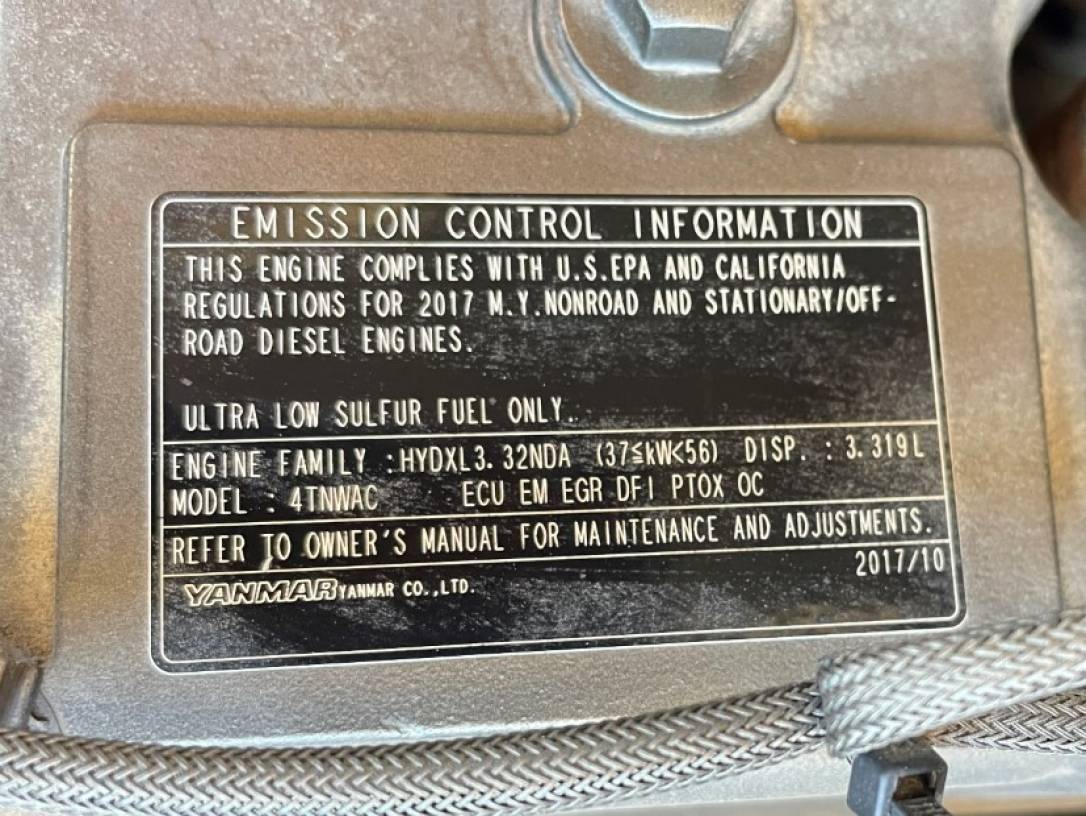 EMISSION CONTROL INFORMATION
THIS ENGINE COMPLIES WITH U.S.EPA AND CALIFORNIA
REGULATIONS FOR 2017 M.Y.NONROAD AND STATIONARY/OFF-
ROAD DIESEL ENGINES.
ULTRA LOW SULFUR FUEL ONLY.
ENGINE FAMILY :HYDXL3.32NDA (37≦kW<56) DISP. : 3.319L
MODEL : 4TNWAC ECU EM EGR DFI PTOX OC
REFER TO OWNER'S MANUAL FOR MAINTENANCE AND ADJUSTMENTS.
2017/10
YANMAR YANMAR CO.,LTD.